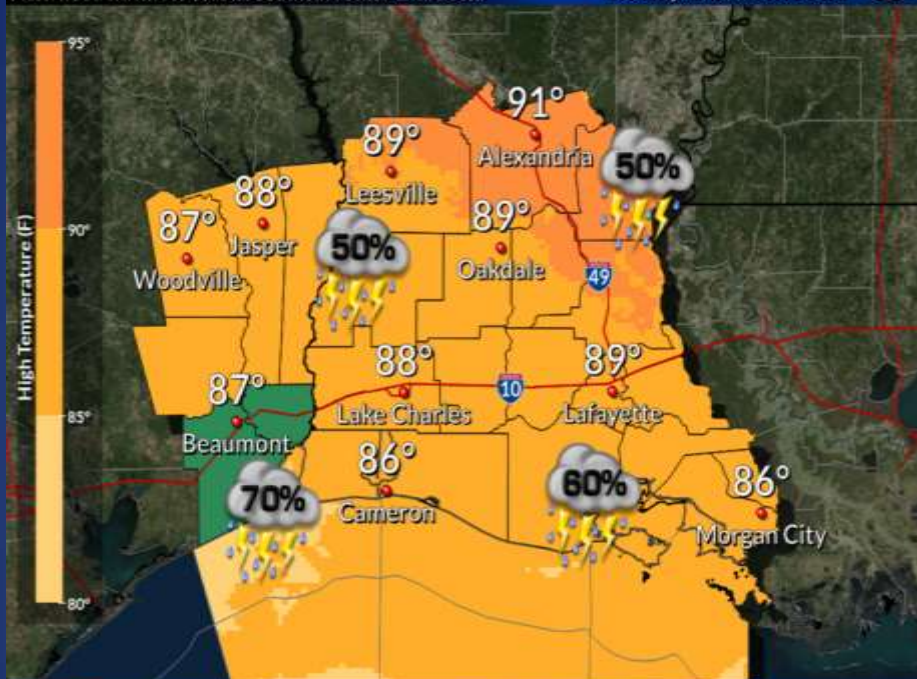 95°
91°
Alexandria
89°
Leesville
50%
88°
Jasper
87°
Woodville
90°
89°
Oakdale
50%
49
High Temperature (F)
88°
Lake Charles
10
89°
Lafayette
87°
Beaumont
85°
86°
Cameron
70%
60%
86°
Morgan City
80°